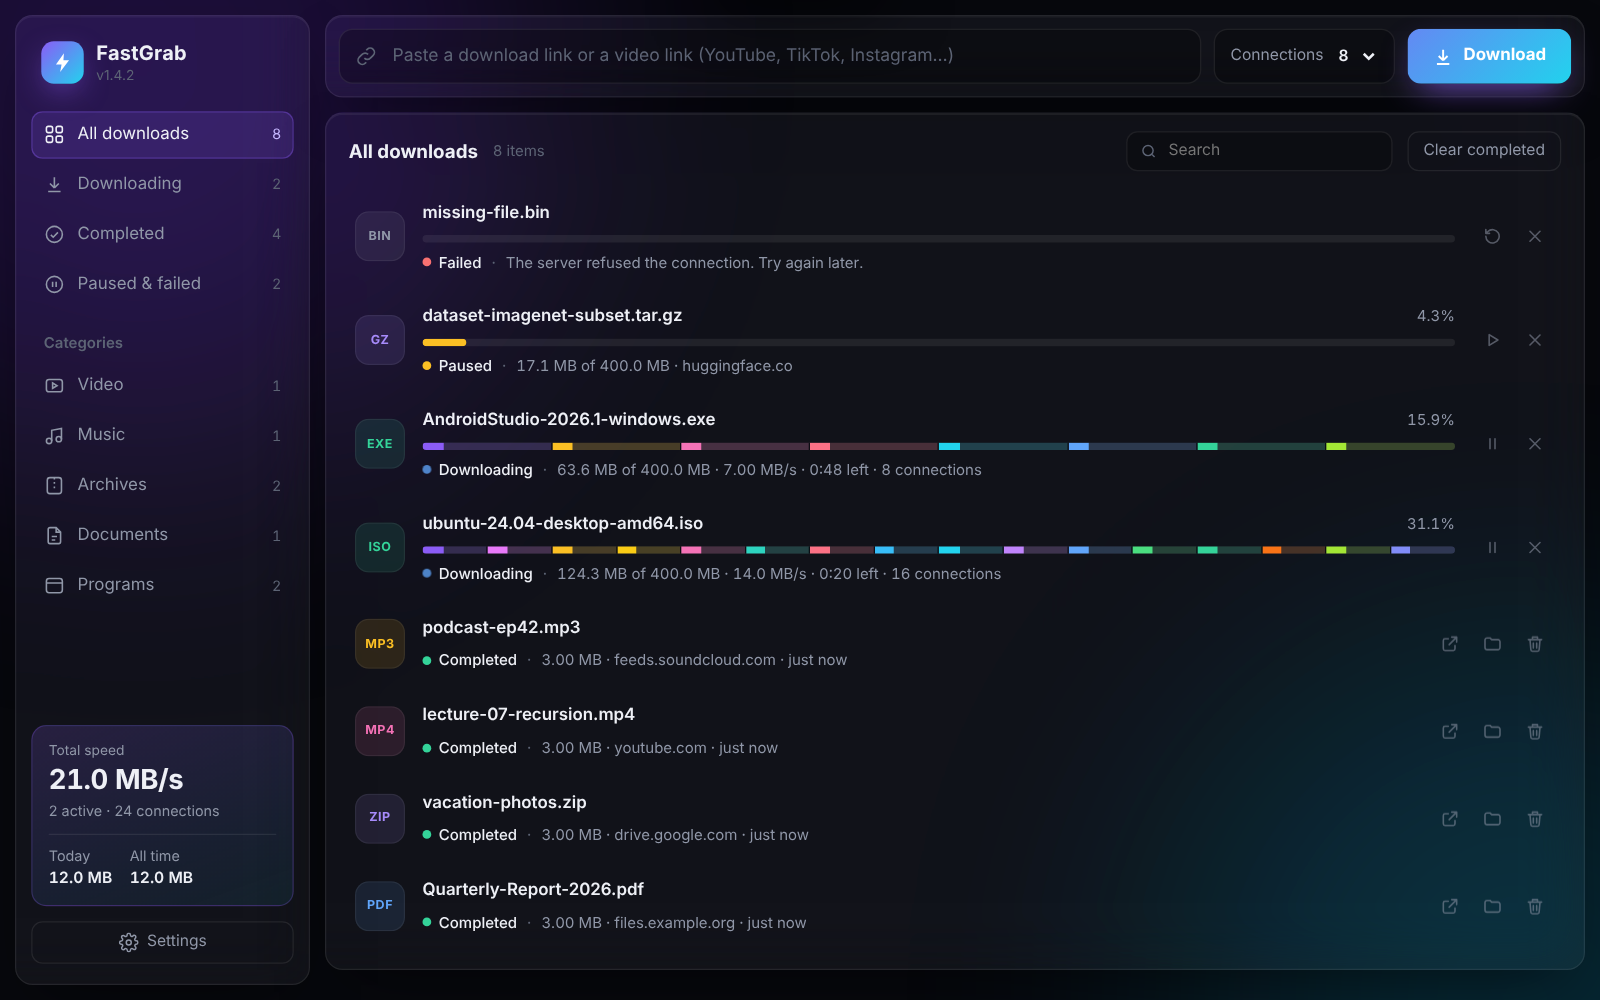 FastGrab
v1.4.2
All downloads 8
Downloading 2
Completed 4
Paused & failed 2
Categories
Video 1
Music 1
Archives 2
Documents 1
Programs 2
Total speed
21.0 MB/s
2 active · 24 connections
Today All time
12.0 MB 12.0 MB
Settings
Paste a download link or a video link (YouTube, TikTok, Instagram...)
Connections 8
Download
All downloads 8 items
Search
Clear completed
BIN
missing-file.bin
Failed · The server refused the connection. Try again later.
GZ
dataset-imagenet-subset.tar.gz 4.3%
Paused · 17.1 MB of 400.0 MB · huggingface.co
EXE
AndroidStudio-2026.1-windows.exe 15.9%
Downloading · 63.6 MB of 400.0 MB · 7.00 MB/s · 0:48 left · 8 connections
ISO
ubuntu-24.04-desktop-amd64.iso 31.1%
Downloading · 124.3 MB of 400.0 MB · 14.0 MB/s · 0:20 left · 16 connections
MP3
podcast-ep42.mp3
Completed · 3.00 MB · feeds.soundcloud.com · just now
MP4
lecture-07-recursion.mp4
Completed · 3.00 MB · youtube.com · just now
ZIP
vacation-photos.zip
Completed · 3.00 MB · drive.google.com · just now
PDF
Quarterly-Report-2026.pdf
Completed · 3.00 MB · files.example.org · just now